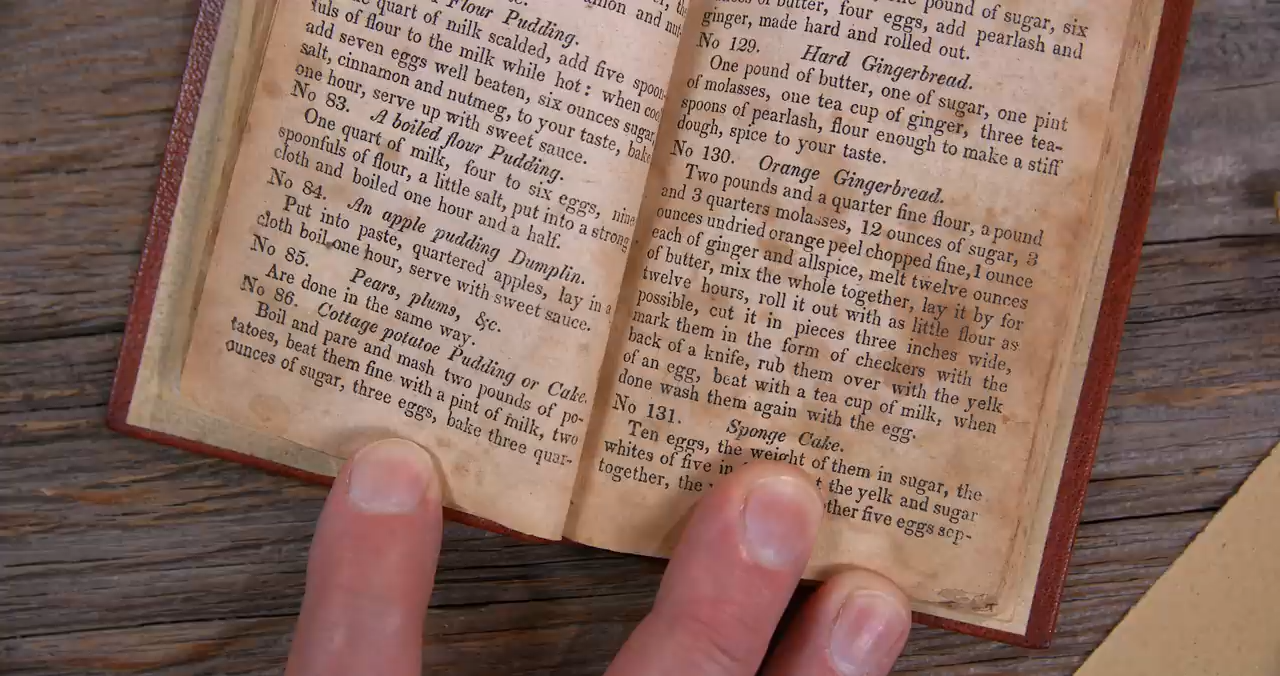 Flour Pudding.
quart of milk scalded, add five spoon-
fuls of flour to the milk while hot: when coo
add seven eggs well beaten, six ounces sugar,
salt, cinnamon and nutmeg, to your taste, bake
one hour, serve up with sweet sauce.
No 83. A boiled flour Pudding.
One quart of milk, four to six eggs, nine
spoonfuls of flour, a little salt, put into a strong
cloth and boiled one hour and a half.
No 84. An apple pudding Dumplin.
Put into paste, quartered apples, lay in a
cloth boil one hour, serve with sweet sauce.
No 85. Pears, plums, &c.
Are done in the same way.
No 86. Cottage potatoe Pudding or Cake.
Boil and pare and mash two pounds of po-
tatoes, beat them fine with a pint of milk, two
ounces of sugar, three eggs, bake three quar-
pound of sugar, six
of butter, four eggs, add pearlash and
ginger, made hard and rolled out.
No 129. Hard Gingerbread.
One pound of butter, one of sugar, one pint
of molasses, one tea cup of ginger, three tea-
spoons of pearlash, flour enough to make a stiff
dough, spice to your taste.
No 130. Orange Gingerbread.
Two pounds and a quarter fine flour, a pound
and 3 quarters molasses, 12 ounces of sugar, 3
ounces undried orange peel chopped fine, 1 ounce
each of ginger and allspice, melt twelve ounces
of butter, mix the whole together, lay it by for
twelve hours, roll it out with as little flour as
possible, cut it in pieces three inches wide,
mark them in the form of checkers with the
back of a knife, rub them over with the yelk
of an egg, beat with a tea cup of milk, when
done wash them again with the egg.
No 131. Sponge Cake.
Ten eggs, the weight of them in sugar, the
whites of five in the yelk and sugar
together, the other five eggs sep-